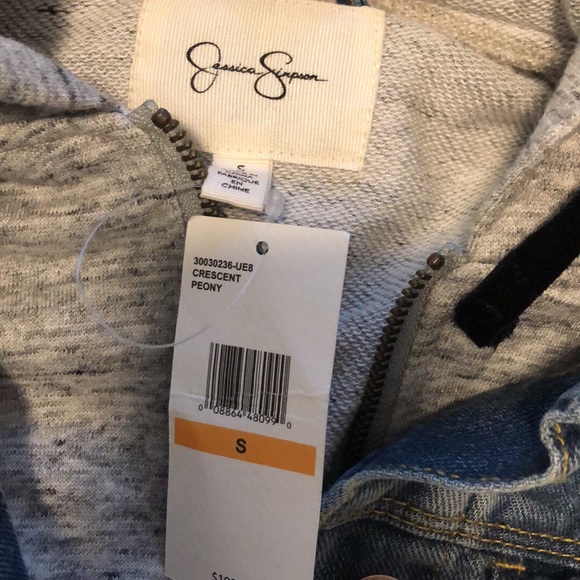 Jessica Simpson
S
FABRIQUE
EN
CHINE
30030236-UE8
CRESCENT
PEONY
0 08864 48099 0
S